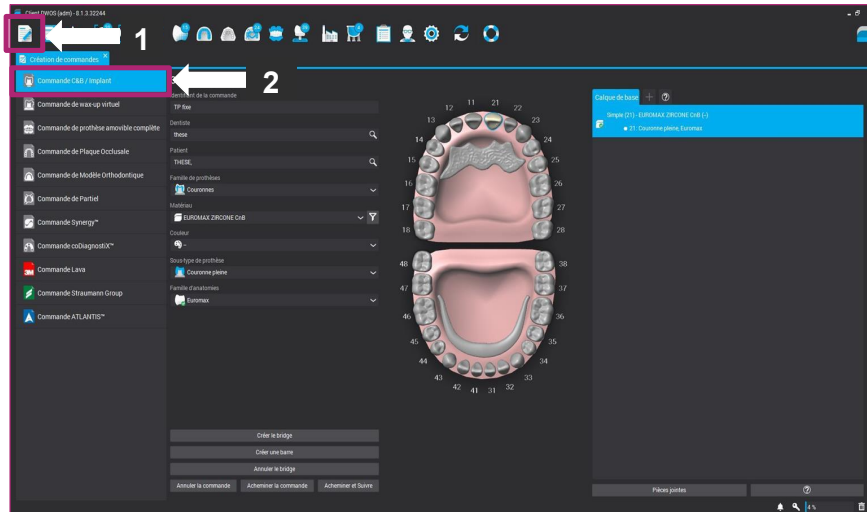 Client DWOS (adm) - 8.1.3.32244
1
Création de commandes
2
Commande C&B / Implant
Commande de wax-up virtuel
Commande de prothèse amovible complète
Commande de Plaque Occlusale
Commande de Modèle Orthodontique
Commande de Partiel
Commande Synergy™
Commande coDiagnostiX™
3M Commande Lava
Commande Straumann Group
Commande ATLANTIS™
Identifiant de la commande
TP fixe
Dentiste
these
Patient
THESE,
Famille de prothèses
Couronnes
Matériau
EUROMAX ZIRCONE CnB
Couleur
-
Sous-type de prothèse
Couronne pleine
Famille d'anatomies
Euromax
Créer le bridge
Créer une barre
Annuler le bridge
Annuler la commande Acheminer la commande Acheminer et Suivre
12 11 21 22
13 23
14 24
15 25
16 26
17 27
18 28
48 38
47 37
46 36
45 35
44 34
43 33
42 41 31 32
Calque de base + ?
Simple (21) - EUROMAX ZIRCONE CnB (-)
21: Couronne pleine, Euromax
Pièces jointes ?
4 %